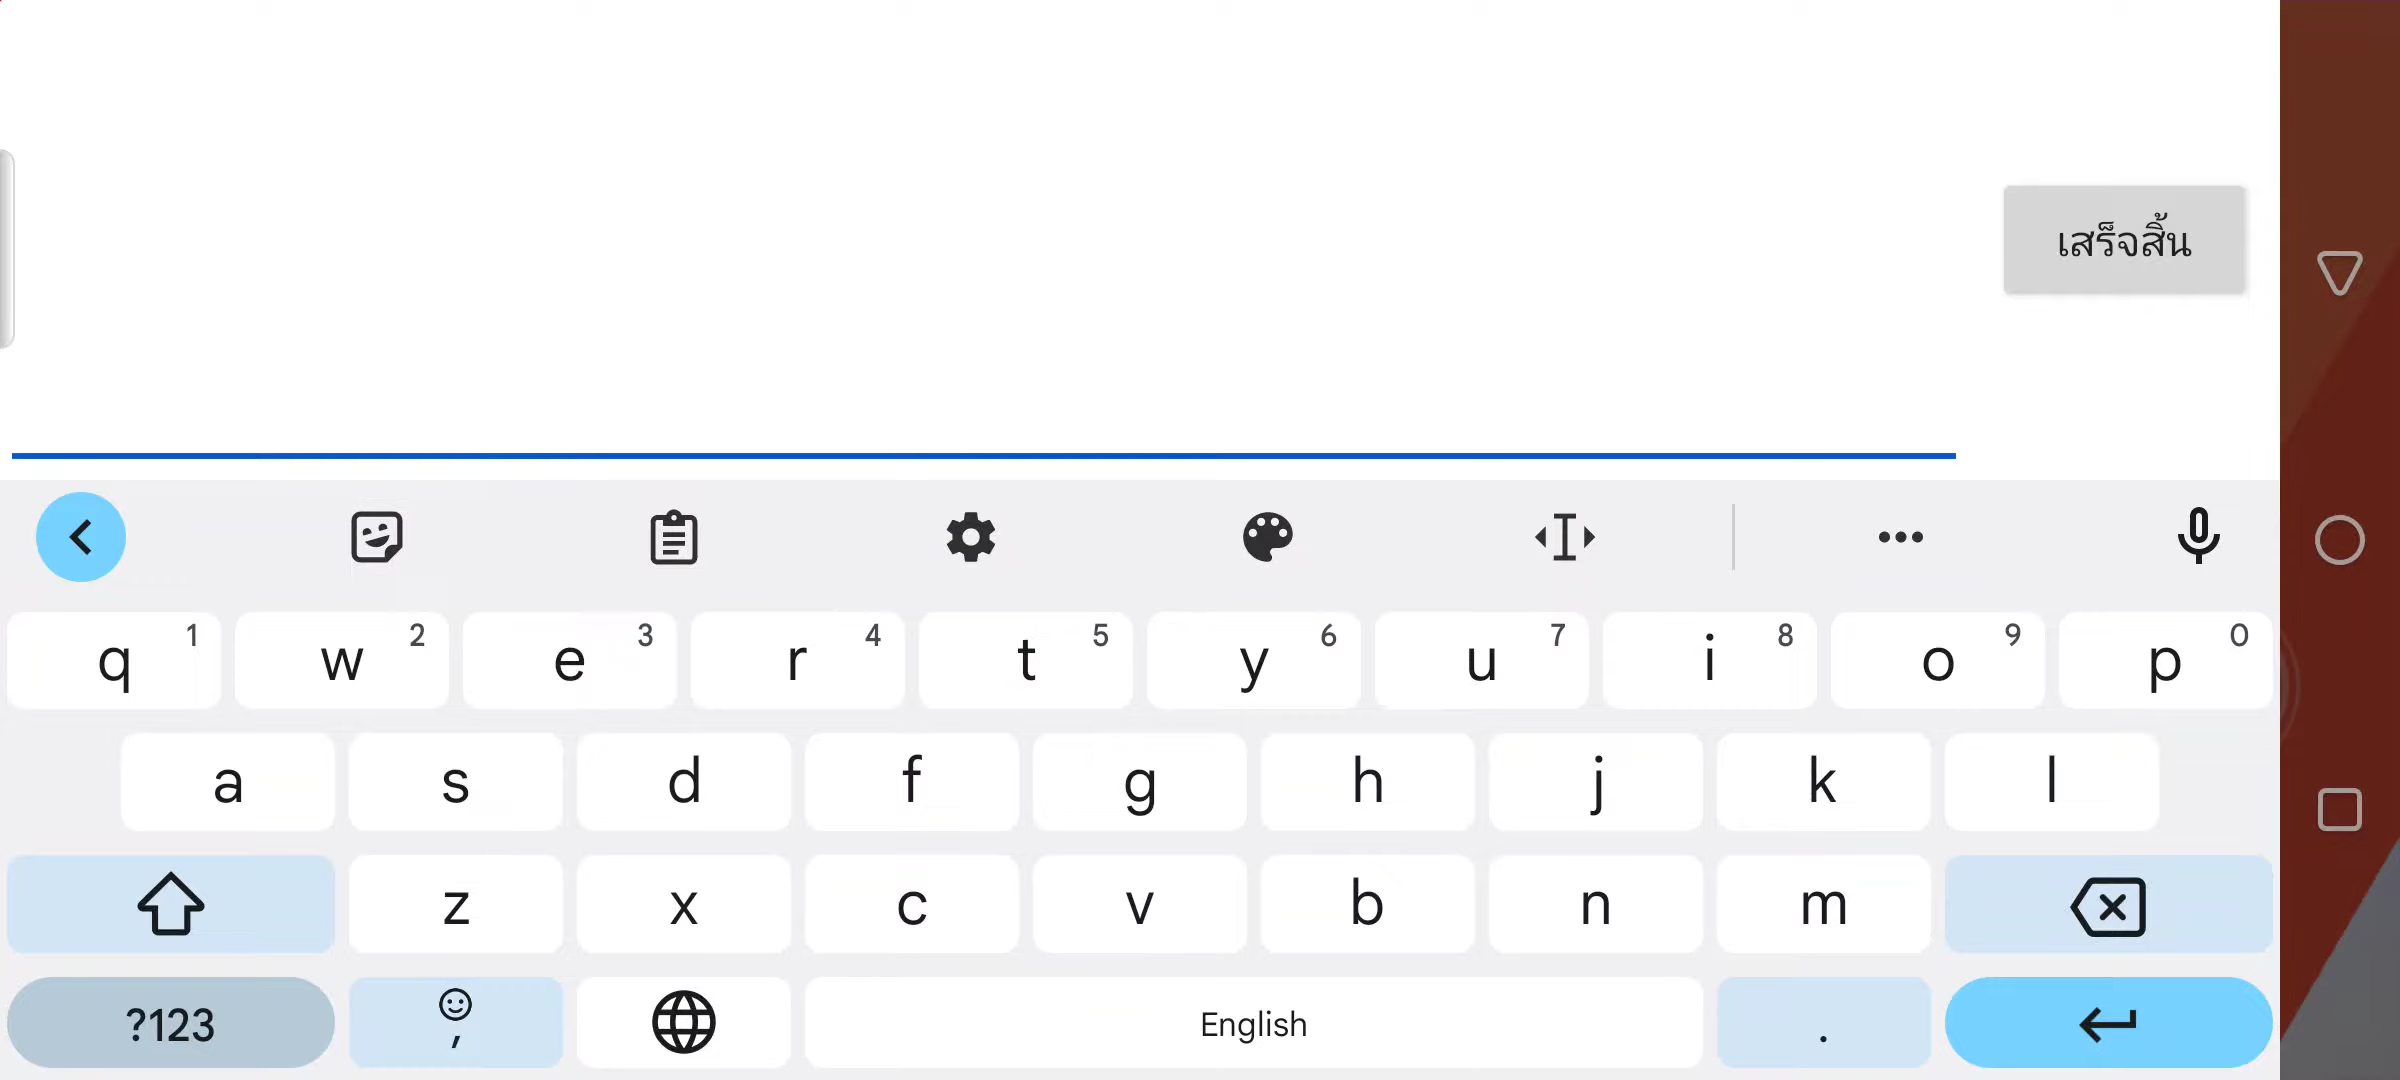 เสร็จสิ้น
q 1 w 2 e 3 r 4 t 5 y 6 u 7 i 8 o 9 p 0
a s d f g h j k l
z x c v b n m
?123 , English .